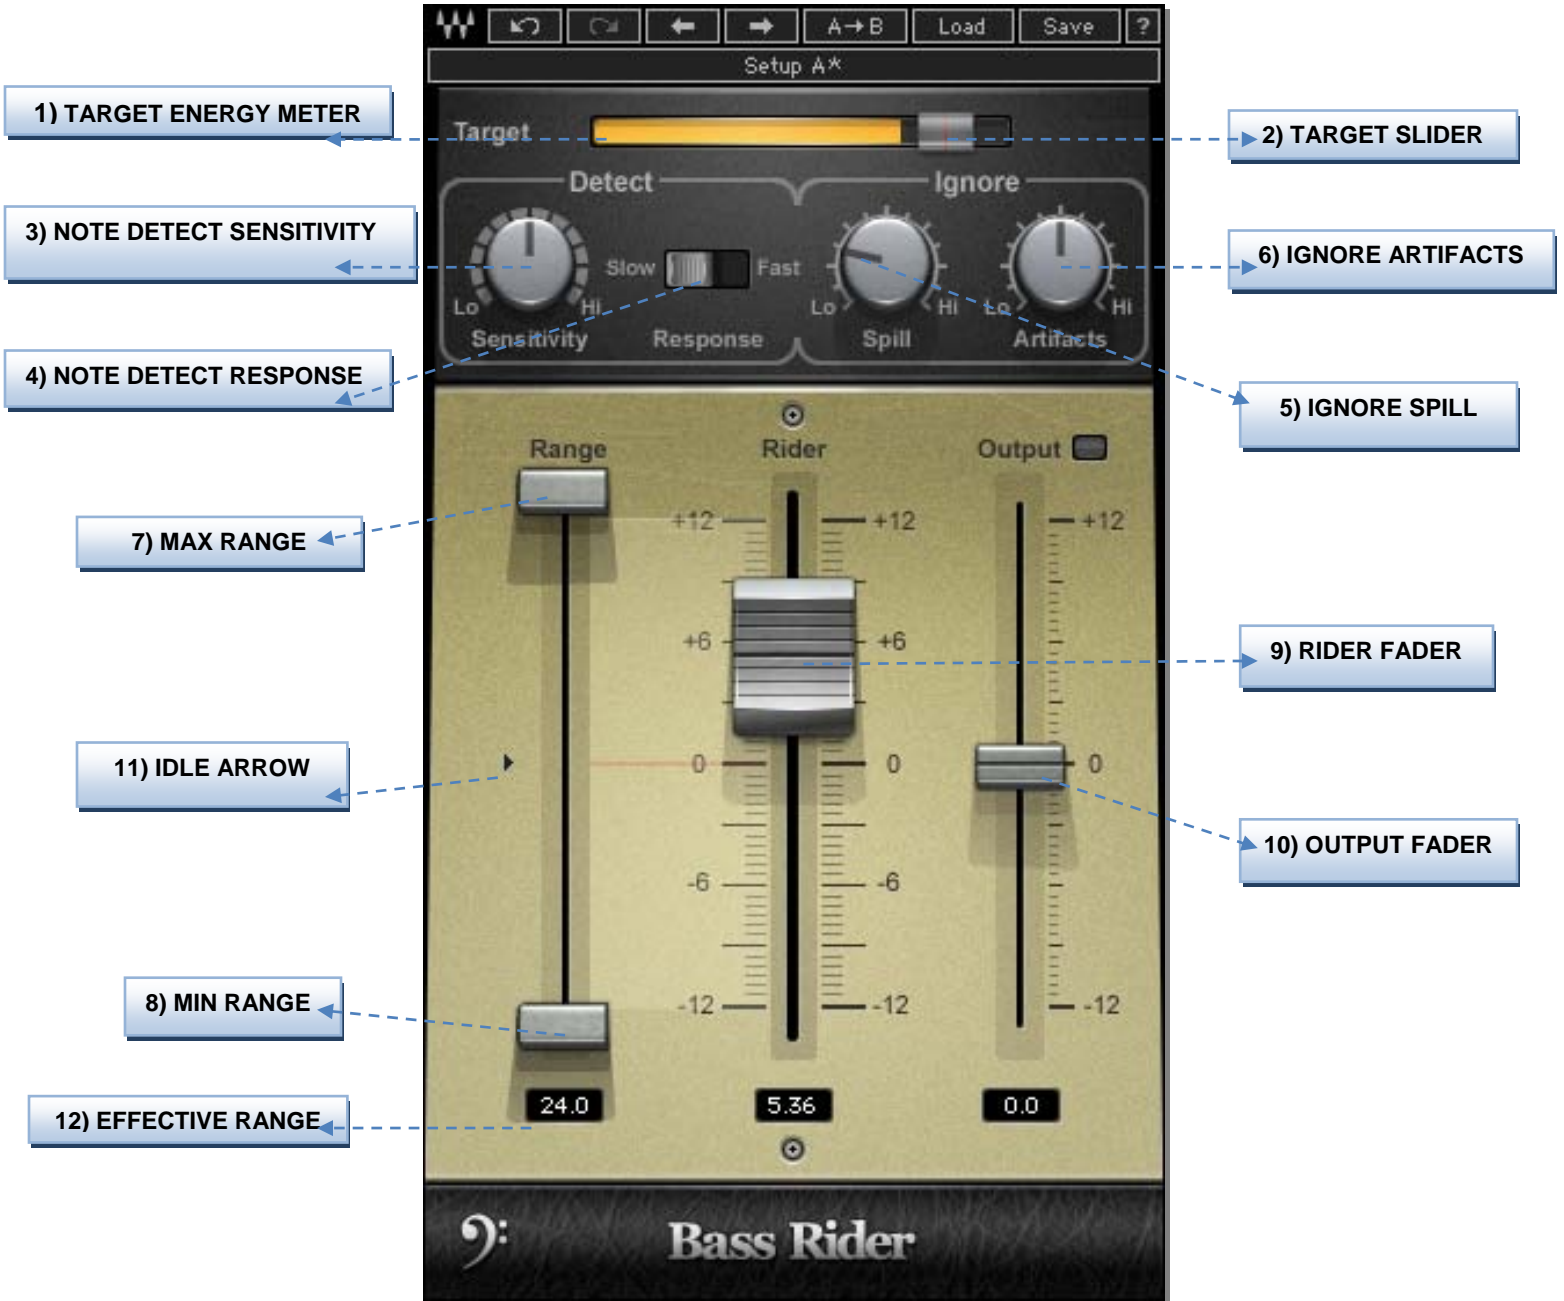 A→B Load Save ?
Setup A*
1) TARGET ENERGY METER
Target
2) TARGET SLIDER
Detect
Ignore
3) NOTE DETECT SENSITIVITY
Slow Fast
6) IGNORE ARTIFACTS
Lo Hi Lo Hi Lo Hi
Sensitivity Response Spill Artifacts
4) NOTE DETECT RESPONSE
5) IGNORE SPILL
Range Rider Output
7) MAX RANGE
+12 +12 +12
+6 +6
9) RIDER FADER
11) IDLE ARROW
0 0 0
10) OUTPUT FADER
-6 -6
8) MIN RANGE
-12 -12 -12
12) EFFECTIVE RANGE
24.0 5.36 0.0
Bass Rider